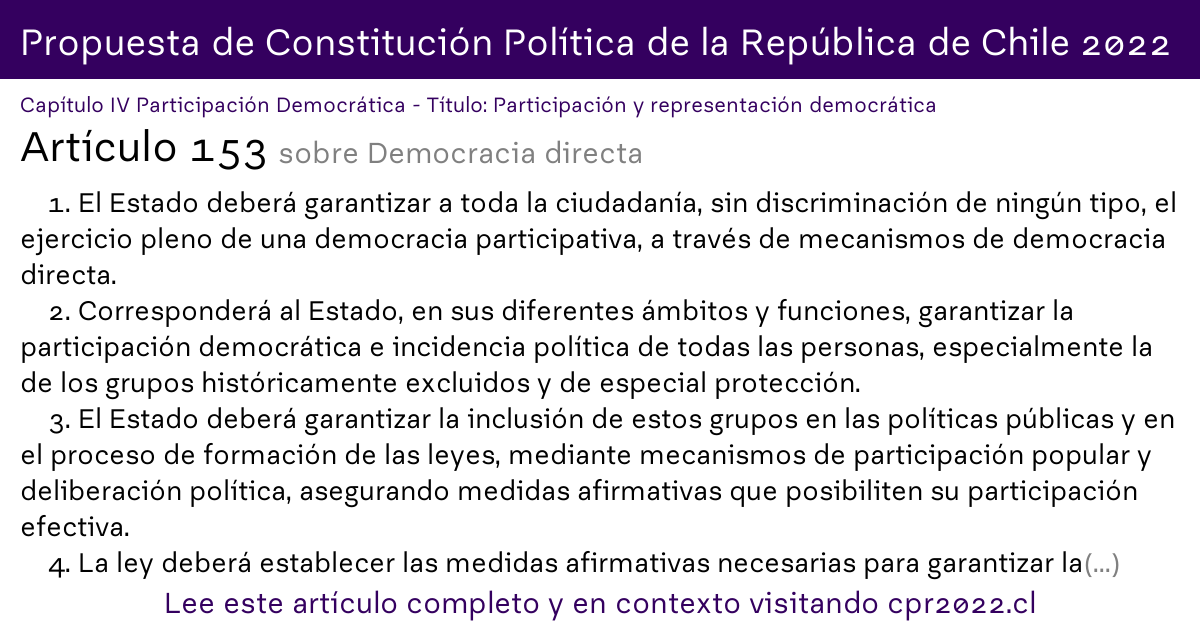 Propuesta de Constitución Política de la República de Chile 2022
Capítulo IV Participación Democrática - Título: Participación y representación democrática
Artículo 153 sobre Democracia directa
1. El Estado deberá garantizar a toda la ciudadanía, sin discriminación de ningún tipo, el
ejercicio pleno de una democracia participativa, a través de mecanismos de democracia
directa.
2. Corresponderá al Estado, en sus diferentes ámbitos y funciones, garantizar la
participación democrática e incidencia política de todas las personas, especialmente la
de los grupos históricamente excluidos y de especial protección.
3. El Estado deberá garantizar la inclusión de estos grupos en las políticas públicas y en
el proceso de formación de las leyes, mediante mecanismos de participación popular y
deliberación política, asegurando medidas afirmativas que posibiliten su participación
efectiva.
4. La ley deberá establecer las medidas afirmativas necesarias para garantizar la(...)
Lee este artículo completo y en contexto visitando cpr2022.cl